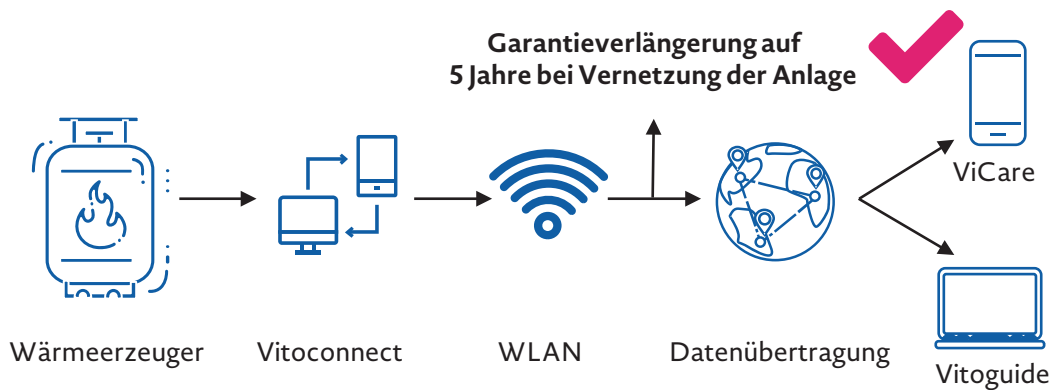 Garantieverlängerung auf
5 Jahre bei Vernetzung der Anlage
ViCare
Wärmeerzeuger
Vitoconnect
WLAN
Datenübertragung
Vitoguide